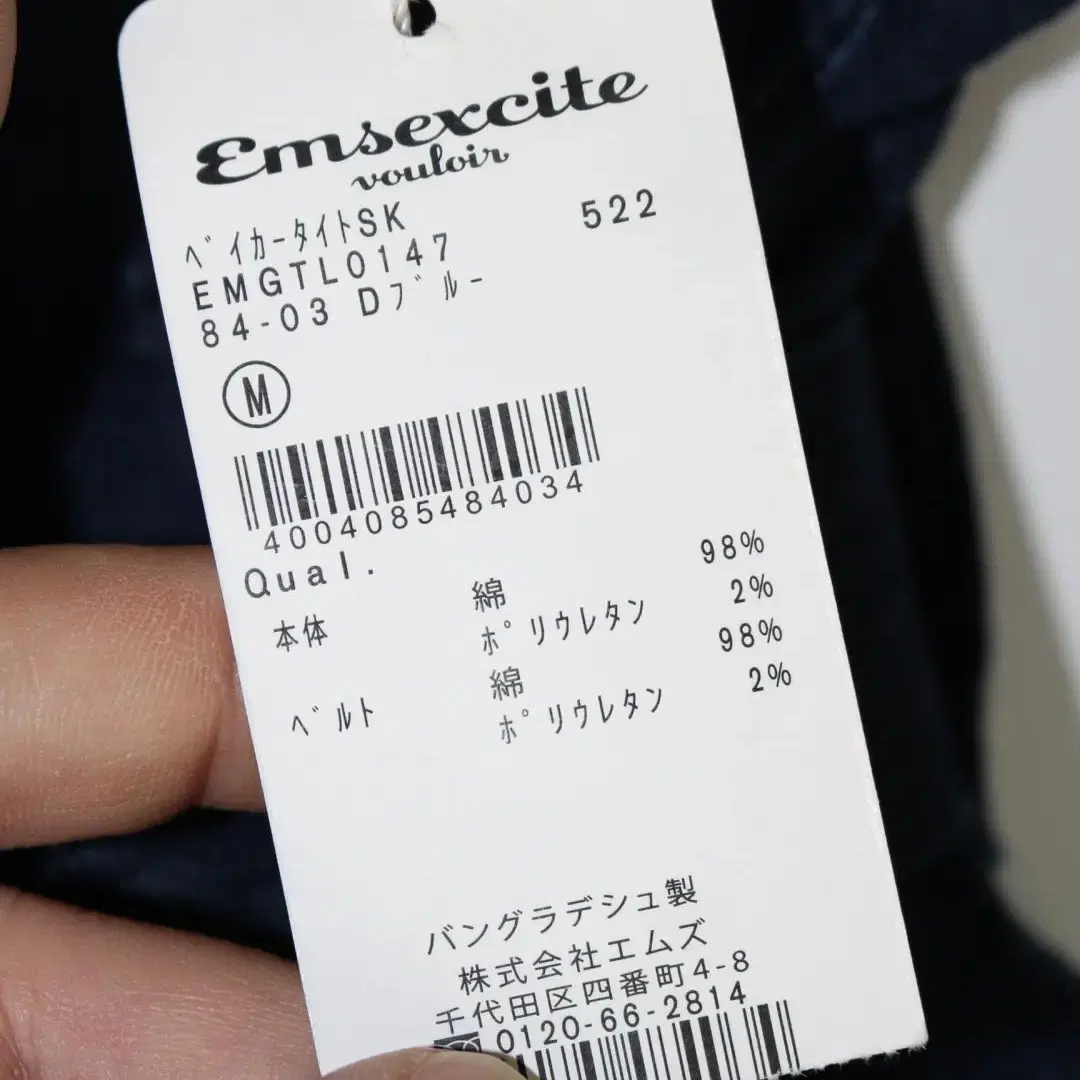 Emsexcite
vouloir
ﾍﾞｲｶｰﾀｲﾄSK 522
EMGTL0147
84-03 Dﾌﾞﾙｰ
M
4004085484034
Qual.
本体 綿 98%
ﾎﾟﾘｳﾚﾀﾝ 2%
ﾍﾞﾙﾄ 綿 98%
ﾎﾟﾘｳﾚﾀﾝ 2%
バングラデシュ製
株式会社エムズ
千代田区四番町4-8
0120-66-2814